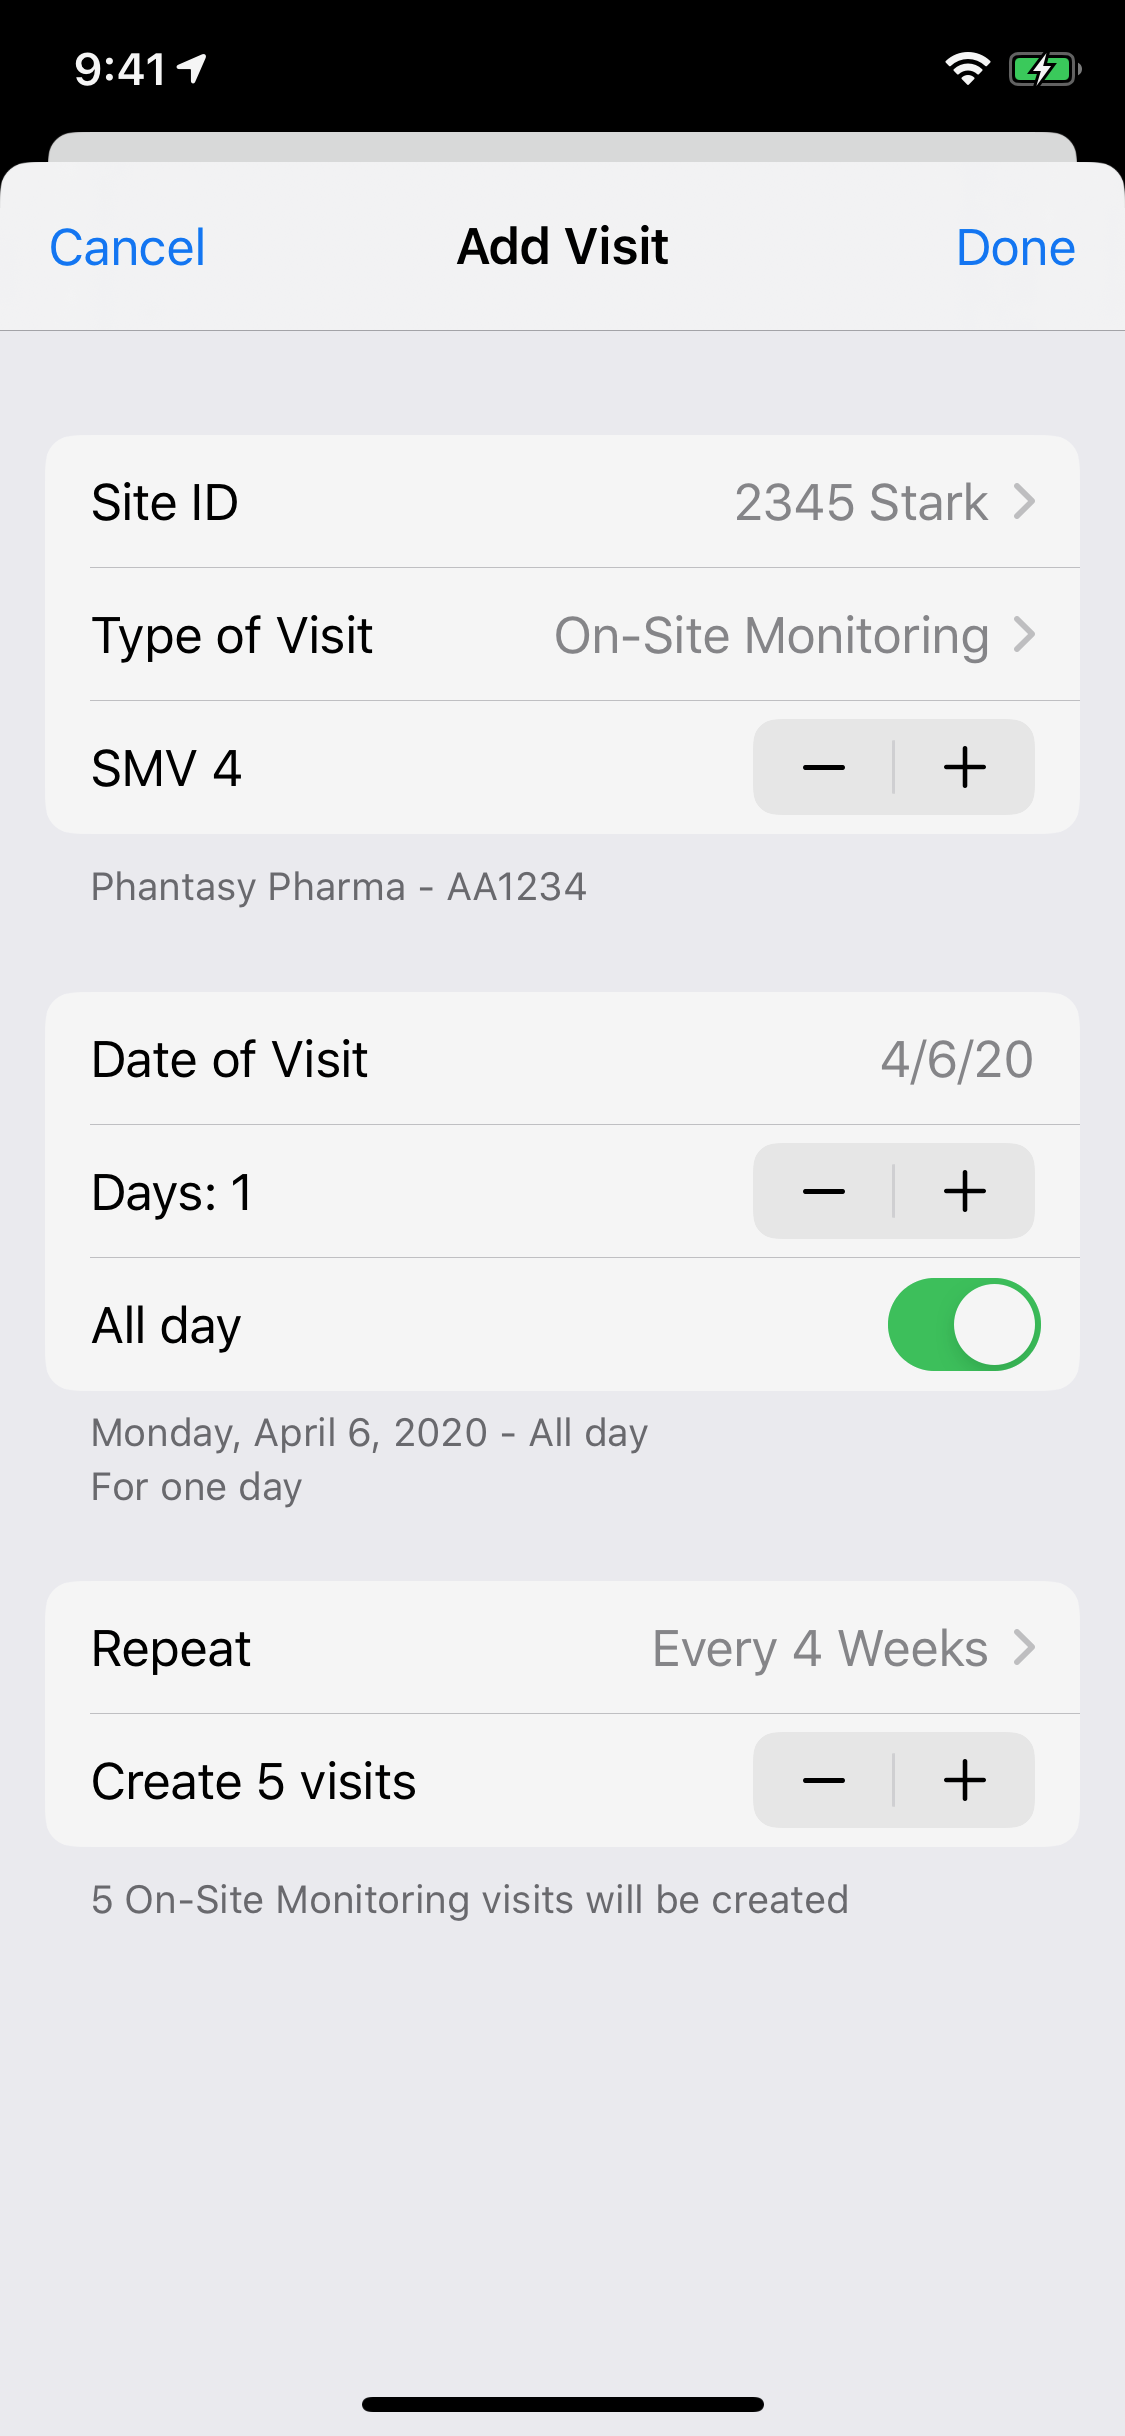 9:41
Cancel Add Visit Done
Site ID 2345 Stark
Type of Visit On-Site Monitoring
SMV 4
Phantasy Pharma - AA1234
Date of Visit 4/6/20
Days: 1
All day
Monday, April 6, 2020 - All day
For one day
Repeat Every 4 Weeks
Create 5 visits
5 On-Site Monitoring visits will be created